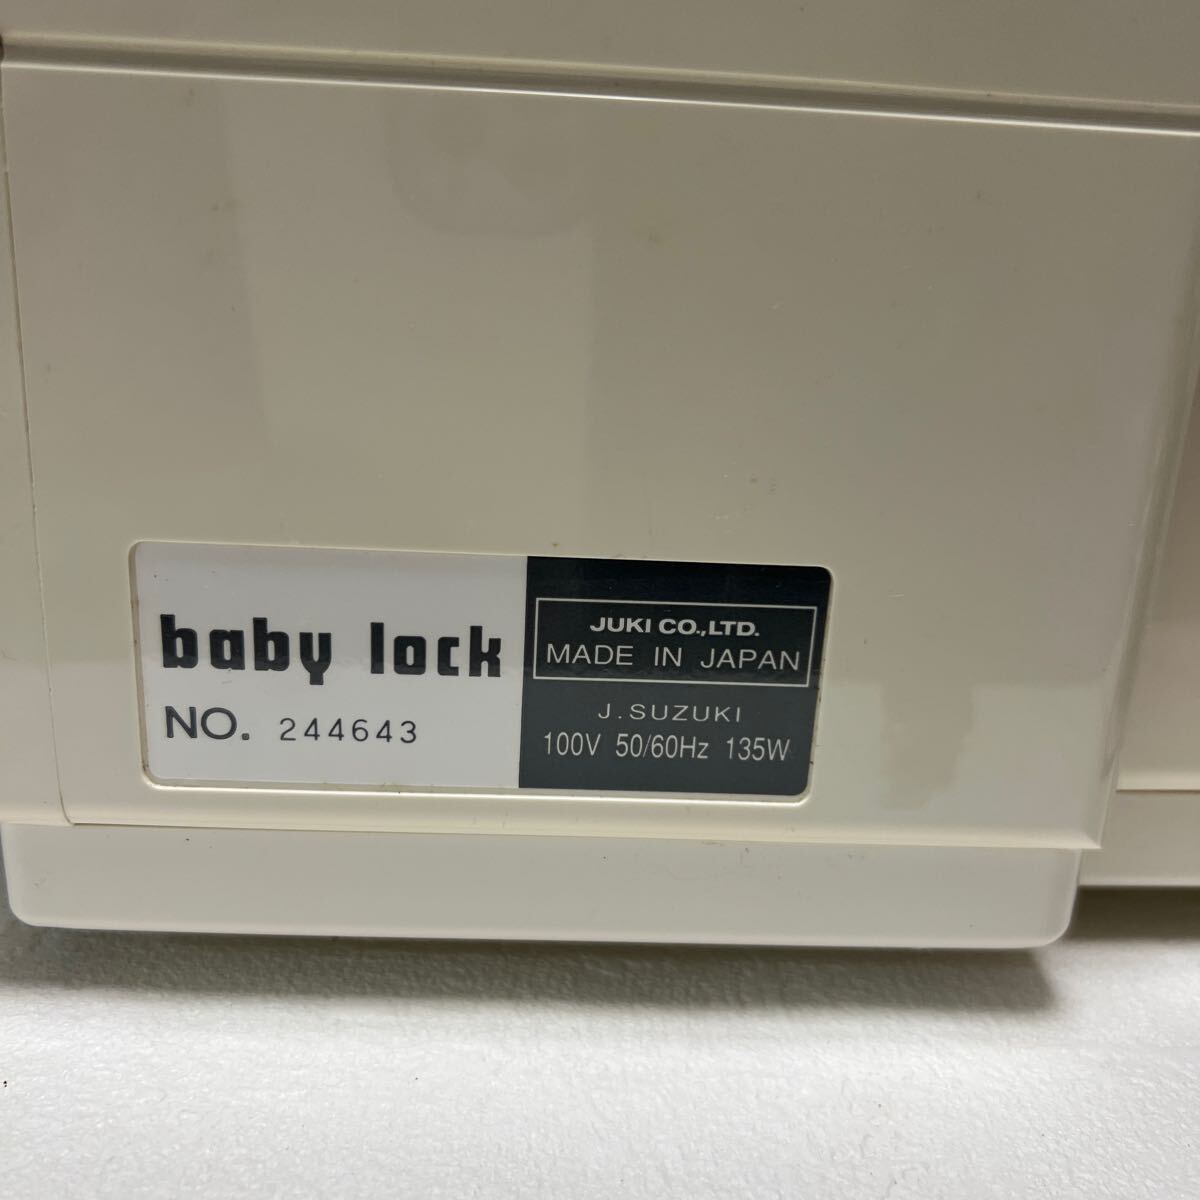 baby lock
NO. 244643
JUKI CO.,LTD.
MADE IN JAPAN
J.SUZUKI
100V 50/60Hz 135W